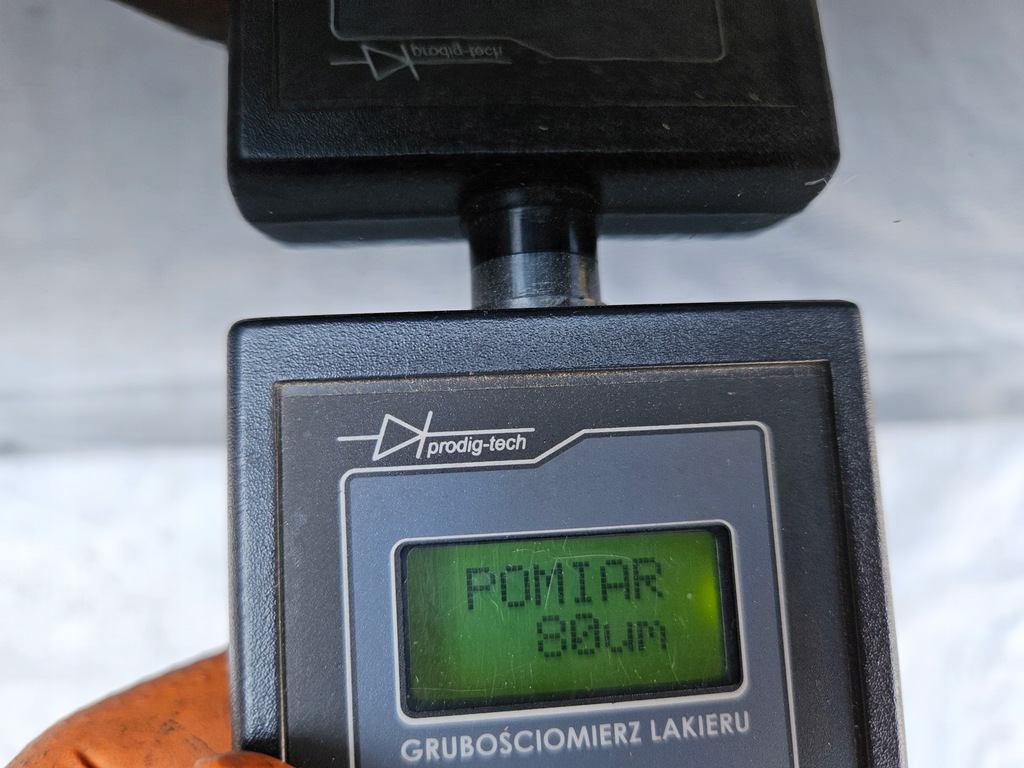 prodig-tech
prodig-tech
POMIAR
80um
GRUBOŚCIOMIERZ LAKIERU